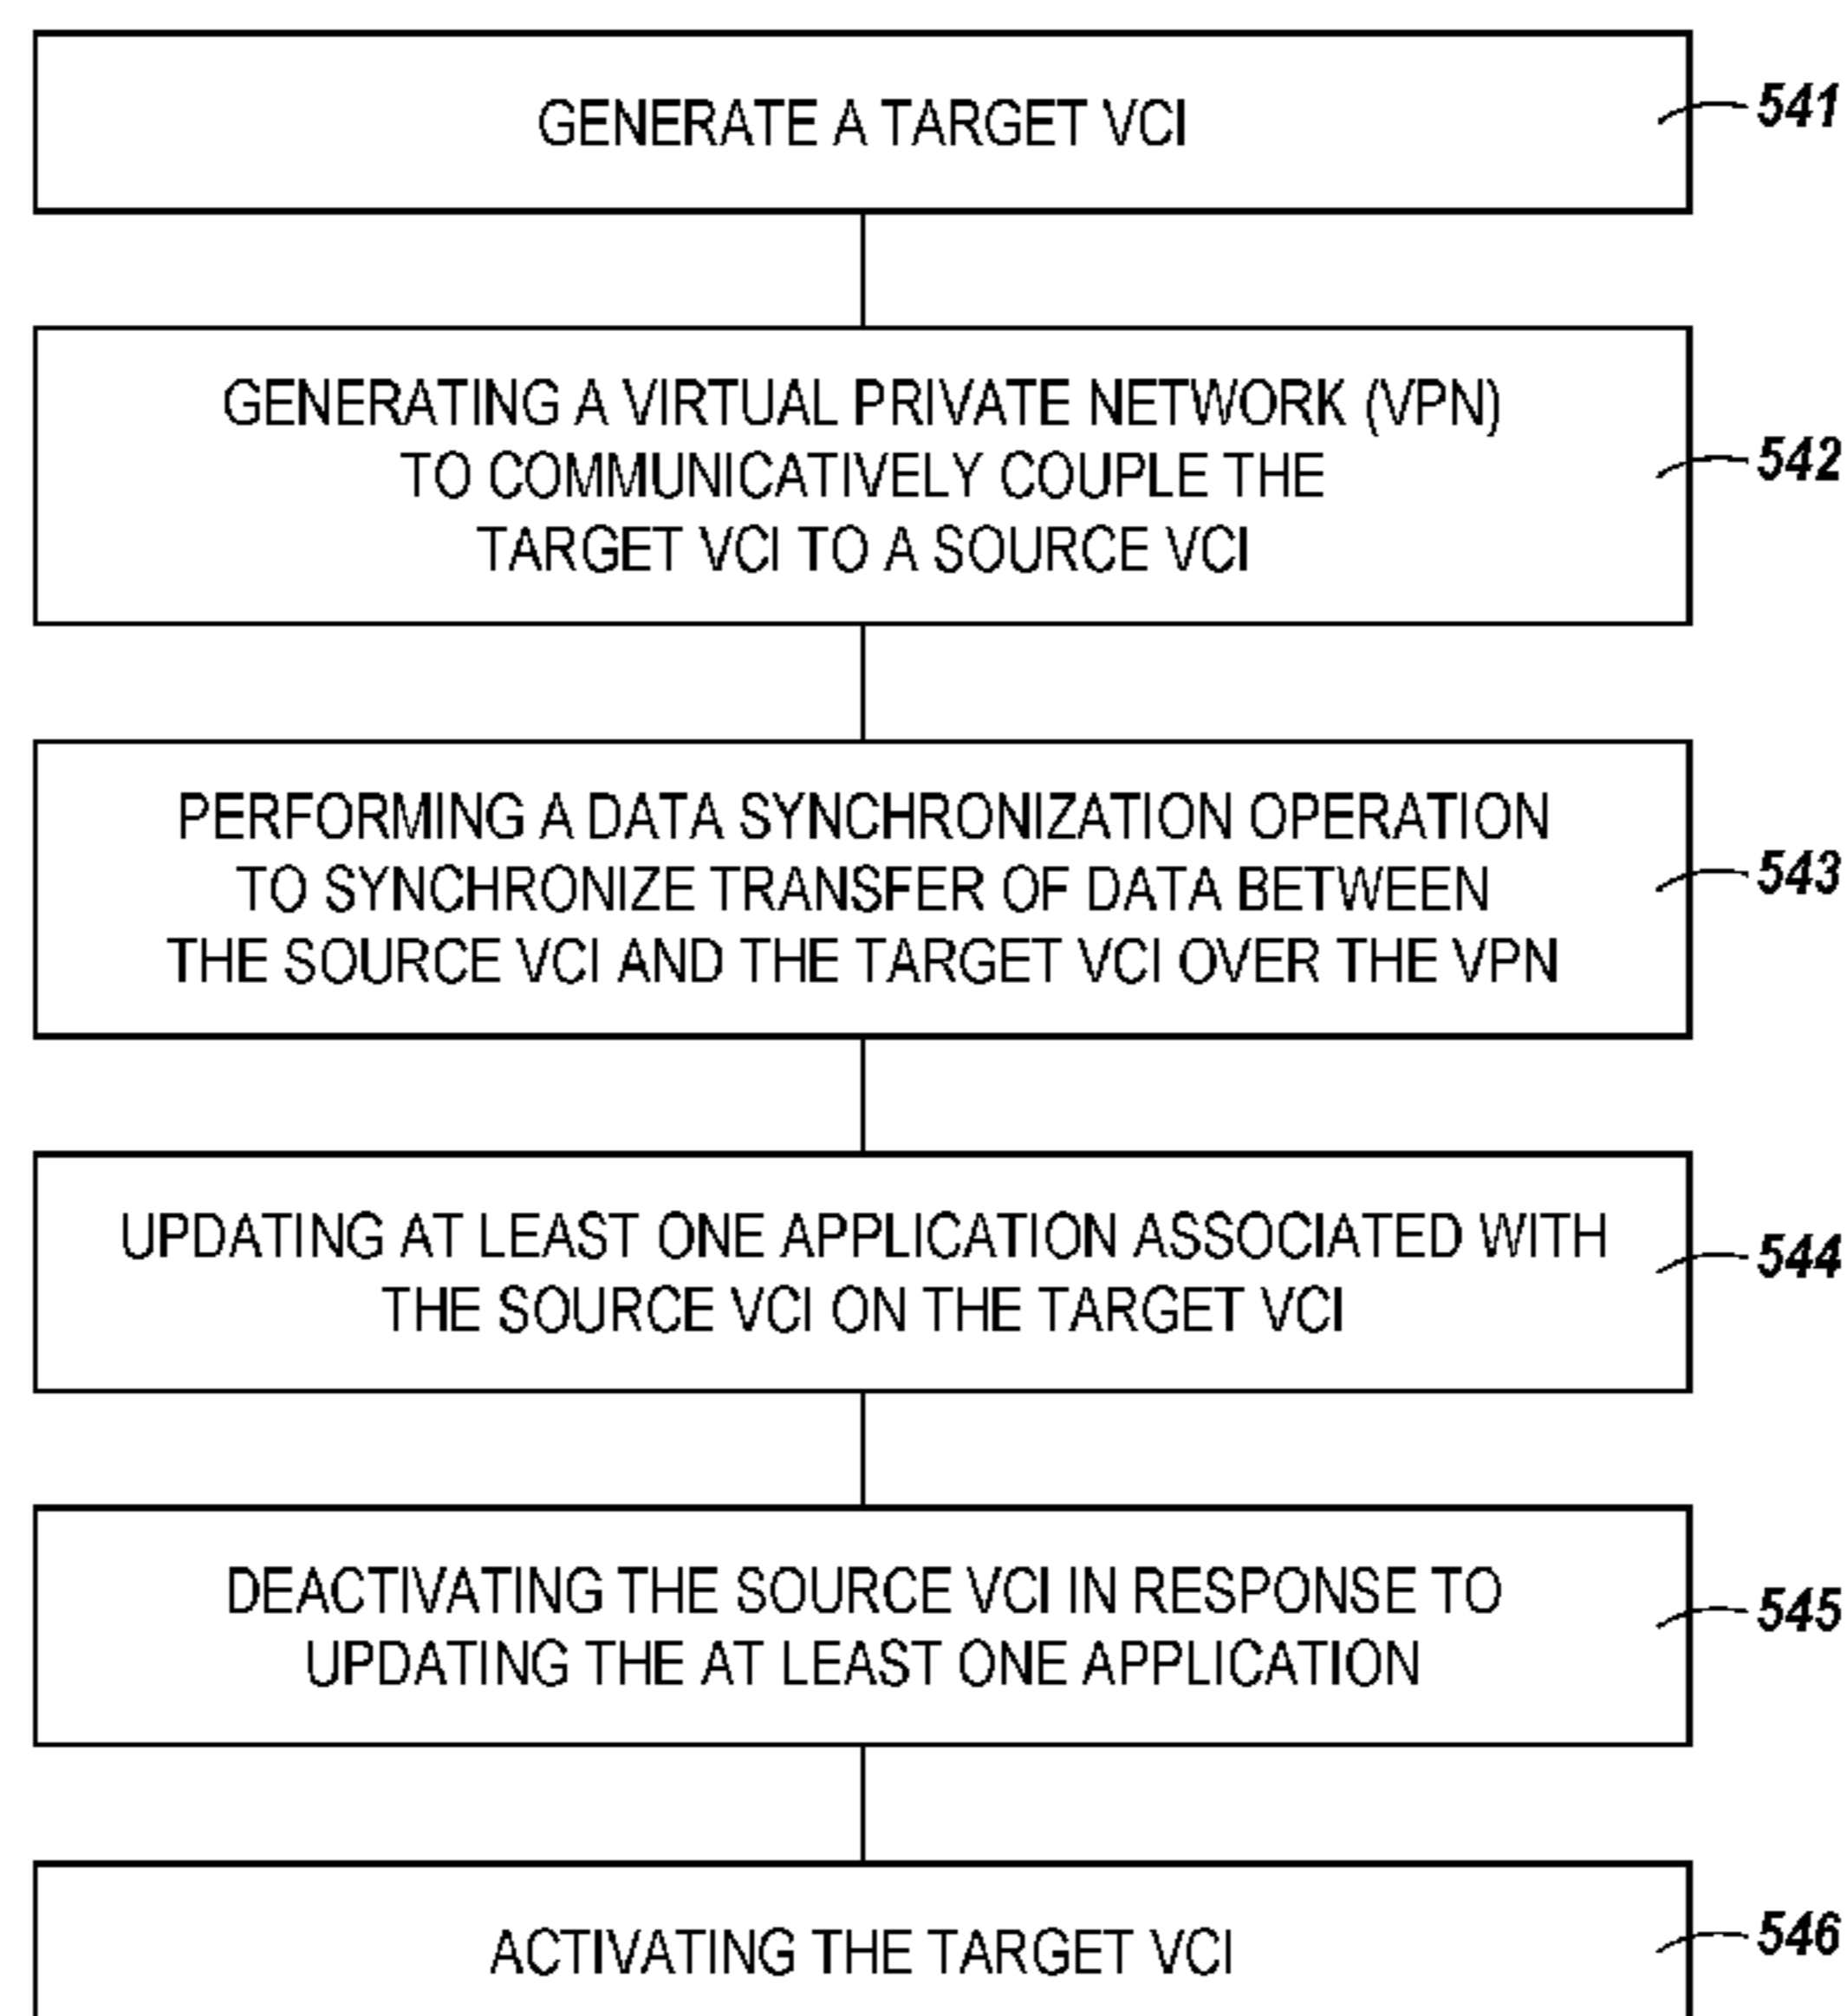 GENERATE A TARGET VCI
541
GENERATING A VIRTUAL PRIVATE NETWORK (VPN)
TO COMMUNICATIVELY COUPLE THE
TARGET VCI TO A SOURCE VCI
542
PERFORMING A DATA SYNCHRONIZATION OPERATION
TO SYNCHRONIZE TRANSFER OF DATA BETWEEN
THE SOURCE VCI AND THE TARGET VCI OVER THE VPN
543
UPDATING AT LEAST ONE APPLICATION ASSOCIATED WITH
THE SOURCE VCI ON THE TARGET VCI
544
DEACTIVATING THE SOURCE VCI IN RESPONSE TO
UPDATING THE AT LEAST ONE APPLICATION
545
ACTIVATING THE TARGET VCI
546